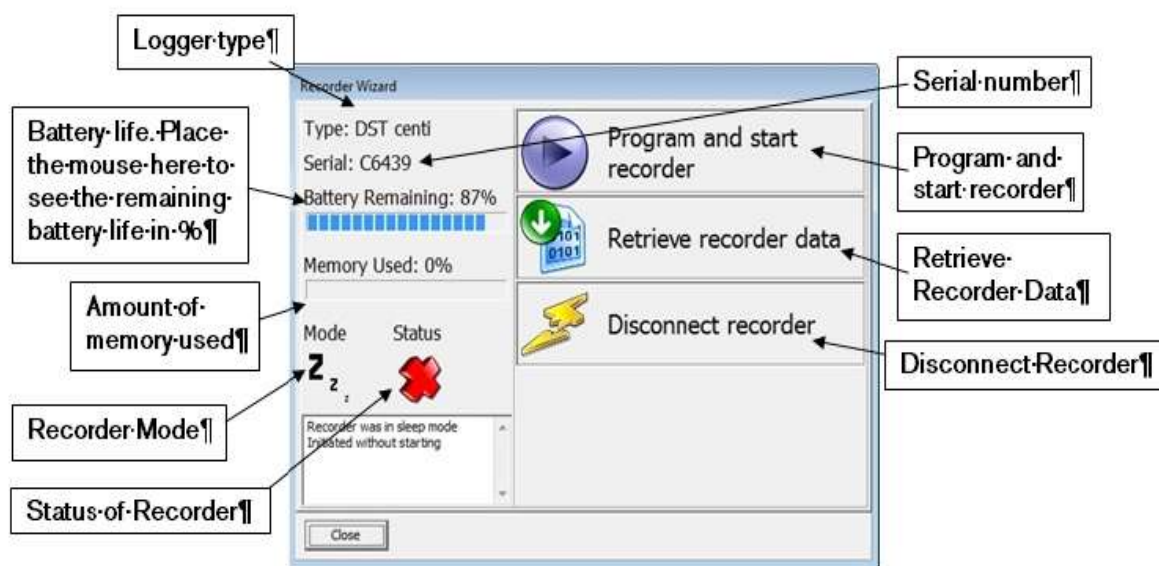 Logger·type¶
Serial·number¶
Battery·life.·Place·
the·mouse·here·to·
see·the·remaining·
battery·life·in·%¶
Program·and·
start·recorder¶
Retrieve·
Recorder·Data¶
Amount·of·
memory·used¶
Disconnect·Recorder¶
Recorder·Mode¶
Status·of·Recorder¶
Recorder Wizard
Type: DST centi
Serial: C6439
Battery Remaining: 87%
Memory Used: 0%
Mode Status
Z z z
Recorder was in sleep mode
Initiated without starting
Program and start
recorder
0101
0101
Retrieve recorder data
Disconnect recorder
Close